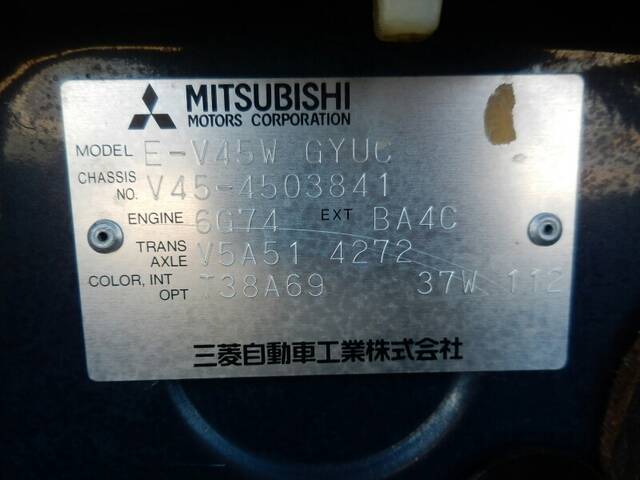 MITSUBISHI
MOTORS CORPORATION
MODEL E-V45W GYUC
CHASSIS NO. V45-4503841
ENGINE 6G74 EXT BA4C
TRANS AXLE V5A51 4272
COLOR, INT OPT T38A69 37W 112
三菱自動車工業株式会社